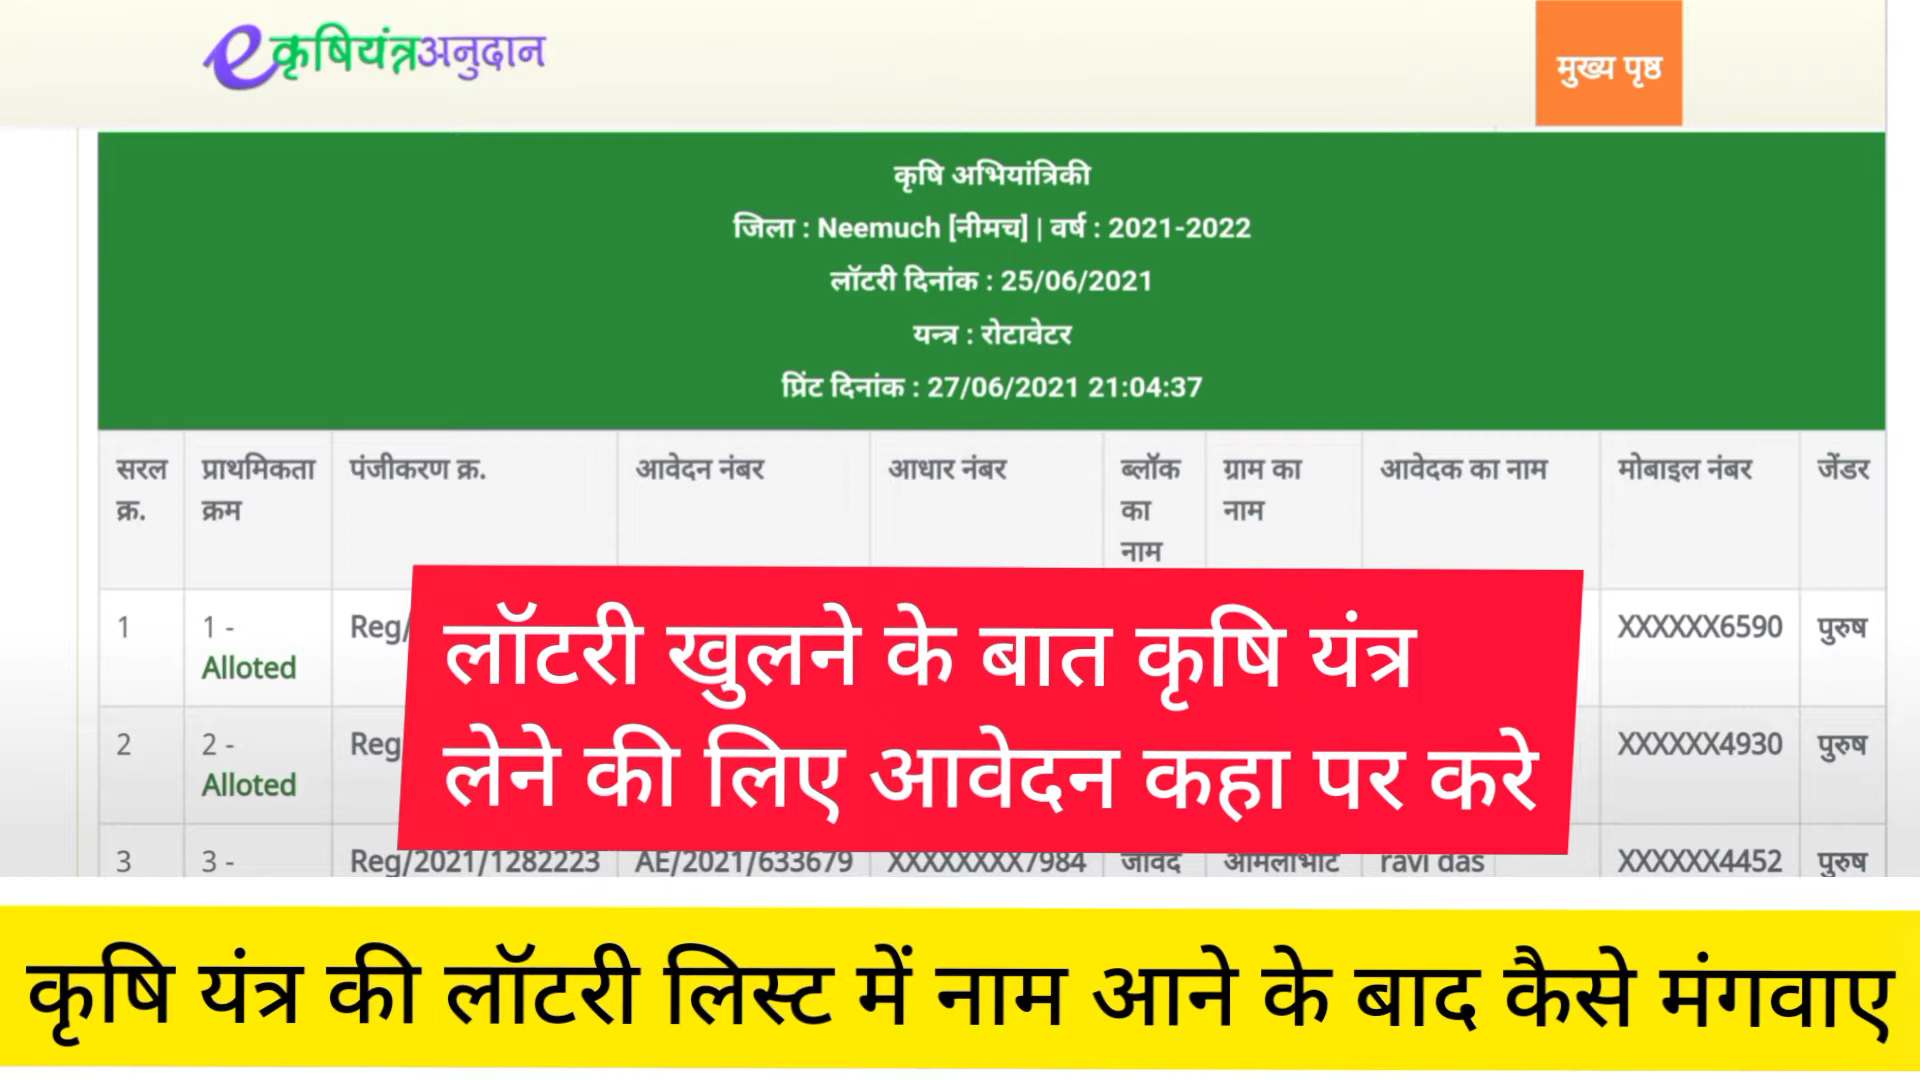 eकृषियंत्रअनुदान
मुख्य पृष्ठ
कृषि अभियांत्रिकी
जिला : Neemuch [नीमच] | वर्ष : 2021-2022
लॉटरी दिनांक : 25/06/2021
यन्त्र : रोटावेटर
प्रिंट दिनांक : 27/06/2021 21:04:37
सरल क्र. प्राथमिकता क्रम पंजीकरण क्र. आवेदन नंबर आधार नंबर ब्लॉक का नाम ग्राम का नाम आवेदक का नाम मोबाइल नंबर जेंडर
1 1 - Alloted Reg/ XXXXXX6590 पुरुष
2 2 - Alloted Reg XXXXXX4930 पुरुष
3 3 - Reg/2021/1282223 AE/2021/633679 XXXXXXXX7984 जावद आमलीभाट ravi das XXXXXX4452 पुरुष
लॉटरी खुलने के बात कृषि यंत्र
लेने की लिए आवेदन कहा पर करे
कृषि यंत्र की लॉटरी लिस्ट में नाम आने के बाद कैसे मंगवाए